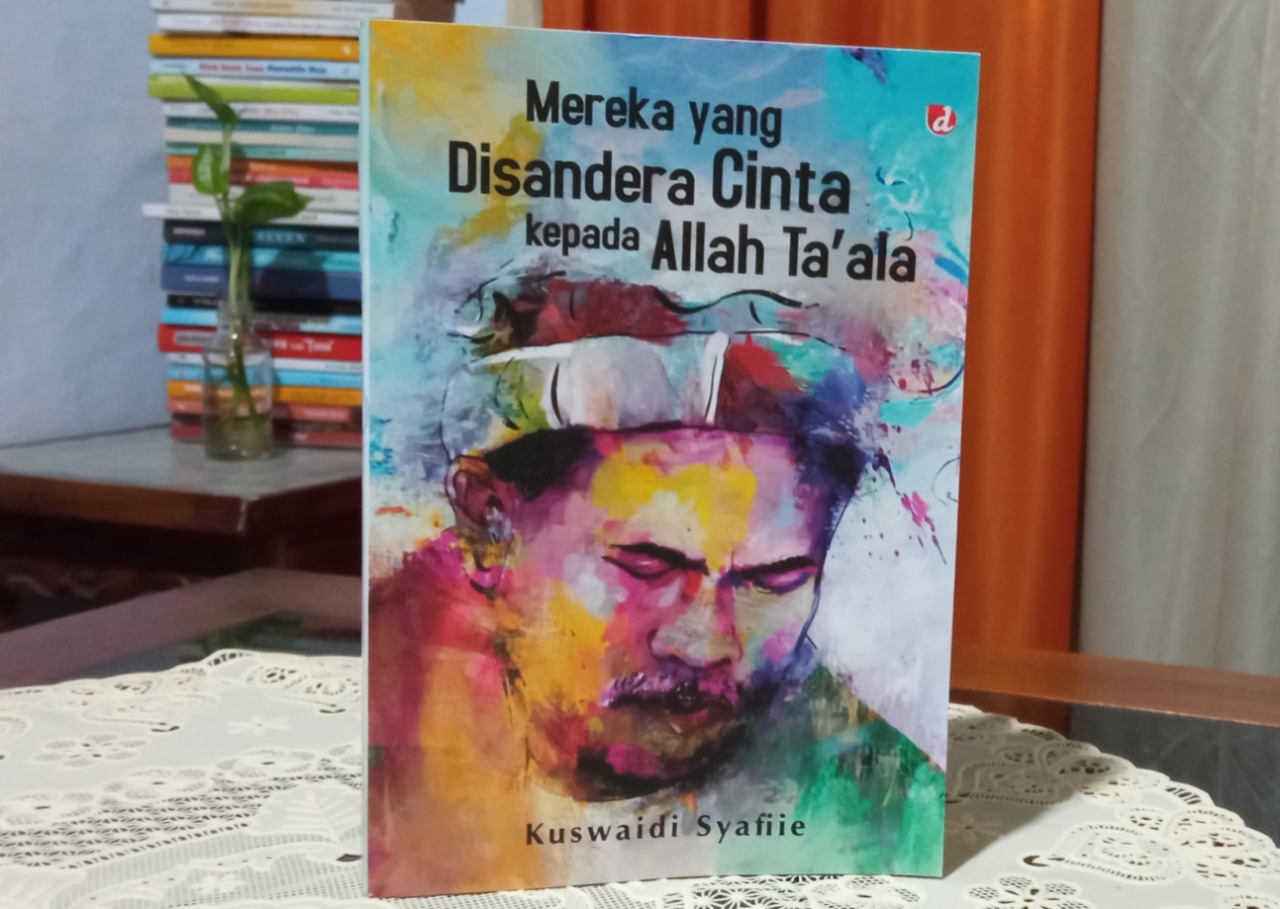 Mereka yang
Disandera Cinta
kepada Allah Ta'ala
d
Kuswaidi Syafiie